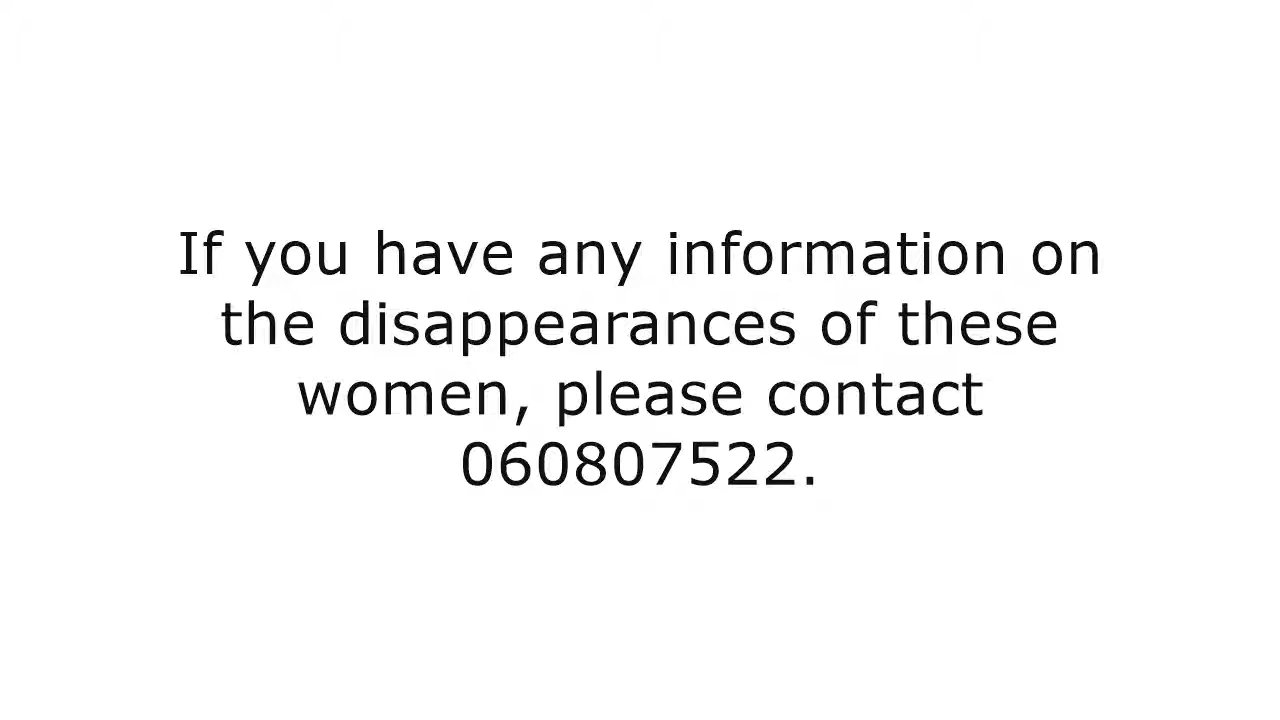 If you have any information on
the disappearances of these
women, please contact
060807522.